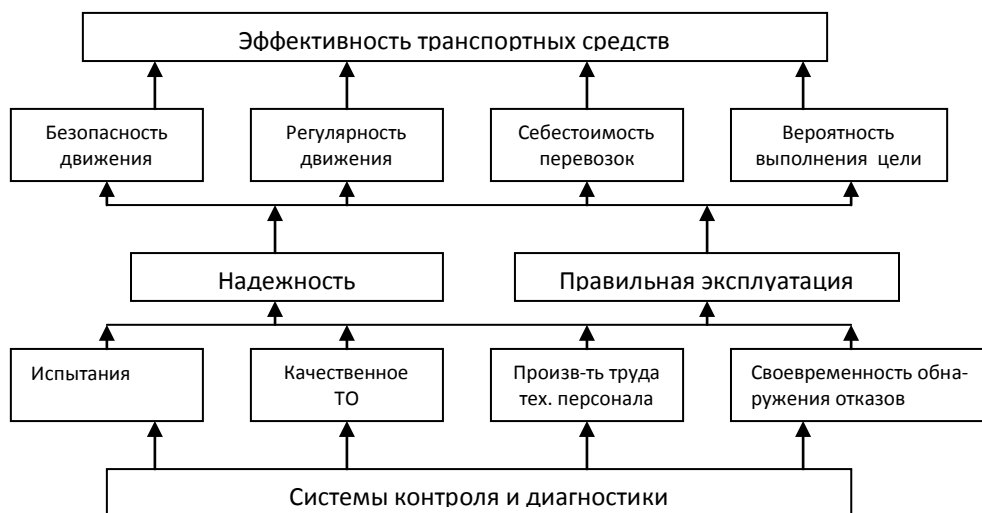 Эффективность транспортных средств
Безопасность
движения
Регулярность
движения
Себестоимость
перевозок
Вероятность
выполнения цели
Надежность
Правильная эксплуатация
Испытания
Качественное
ТО
Произв-ть труда
тех. персонала
Своевременность обна-
ружения отказов
Системы контроля и диагностики